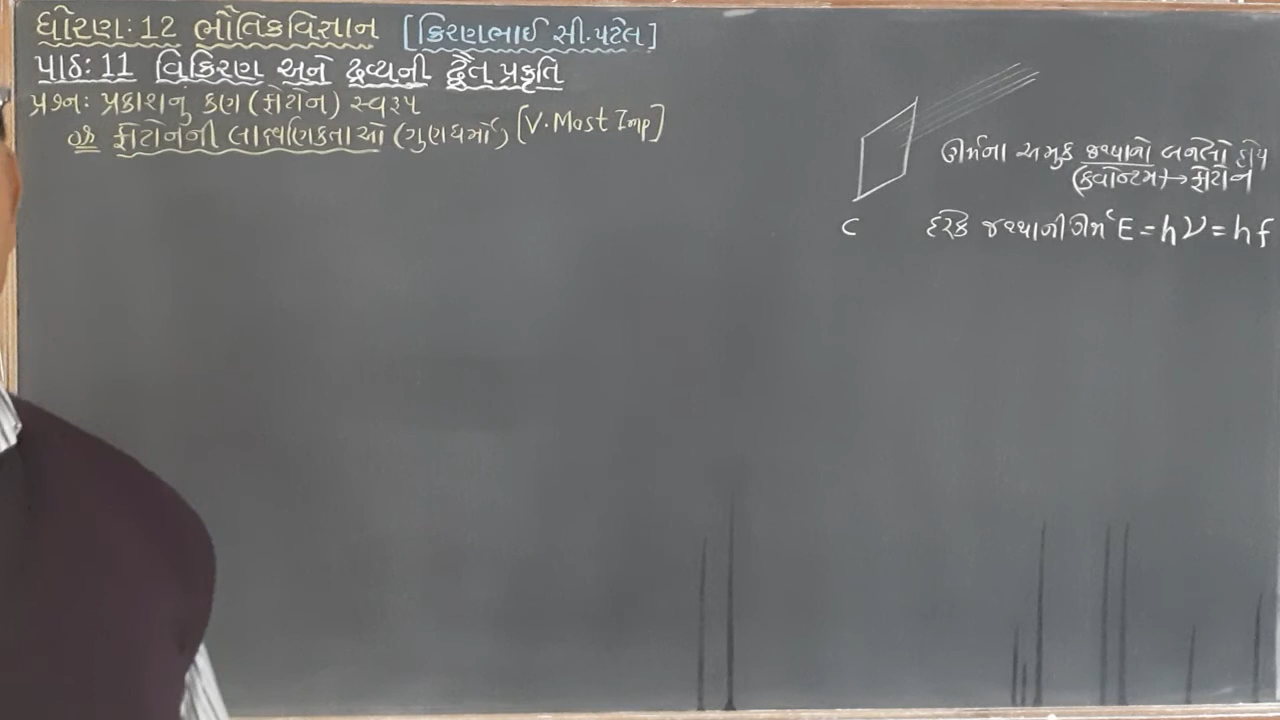 ધોરણ: 12 ભૌતિકવિજ્ઞાન [કિરણભાઈ સી. પટેલ]
પાઠ: 11 વિકિરણ અને દ્રવ્યની દ્વૈત પ્રકૃતિ
પ્રશ્ન: પ્રકાશનું કણ (ફોટોન) સ્વરૂપ
OR ફોટોનની લાક્ષણિકતાઓ (ગુણધર્મો) [V. Most Imp]
ઊર્જાના અમુક જથ્થાનો બનેલો હોય
(ક્વોન્ટમ) → ફોટોન
C દરેક જથ્થાની ઊર્જા E = hν = hf